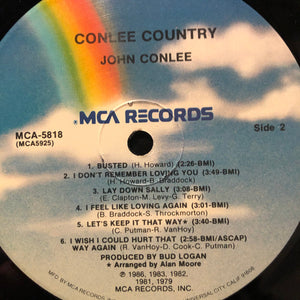 CONLEE COUNTRY
JOHN CONLEE
MCA RECORDS
MCA-5818
(MCA5925)
Side 2
1. BUSTED (H. Howard) (2:26-BMI)
2. I DON'T REMEMBER LOVING YOU (3:49-BMI)
(H. Howard-B. Braddock)
3. LAY DOWN SALLY (3:08-BMI)
(E. Clapton-M. Levy-G. Terry)
4. I FEEL LIKE LOVING AGAIN (3:01-BMI)
(B. Braddock-S. Throckmorton)
5. LET'S KEEP IT THAT WAY★ (3:40-BMI)
(C. Putman-R. VanHoy)
6. I WISH I COULD HURT THAT (2:58-BMI/ASCAP)
WAY AGAIN (R. VanHoy-D. Cook-C. Putman)
PRODUCED BY BUD LOGAN
★ Arranged by Alan Moore
℗ 1986, 1983, 1982,
1981, 1979
MCA RECORDS, INC.